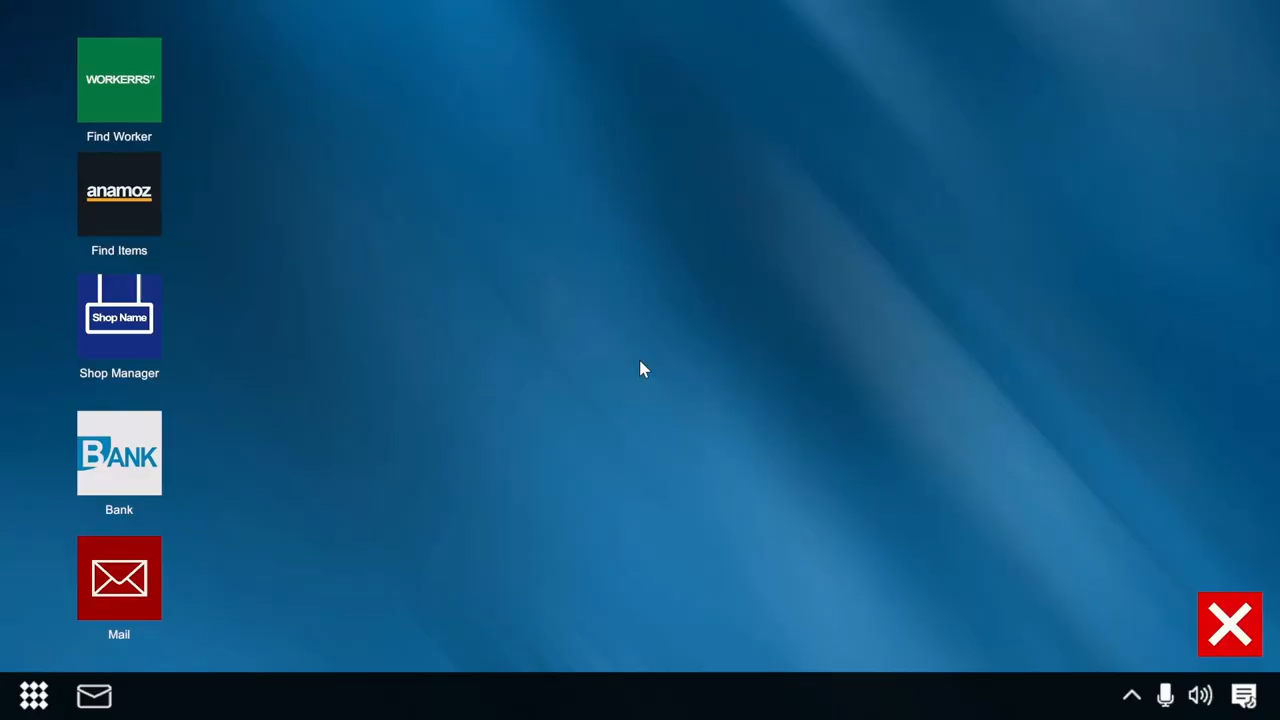 WORKERRS"
Find Worker
anamoz
Find Items
Shop Name
Shop Manager
BANK
Bank
Mail